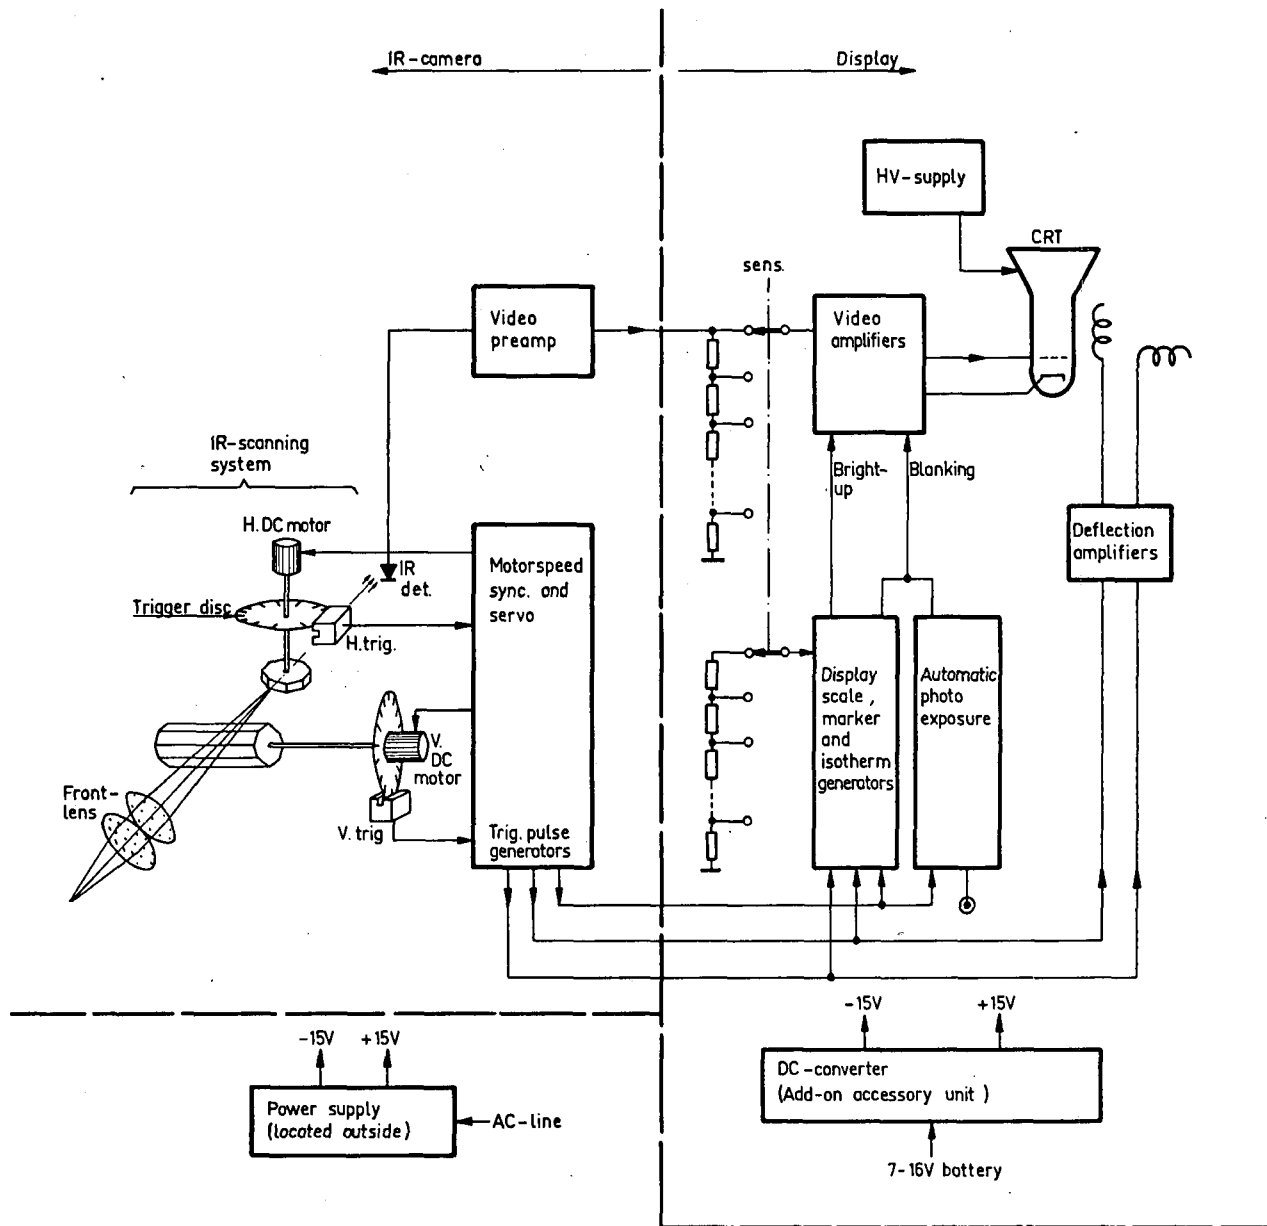 IR-camera
Display
HV-supply
CRT
sens.
Video
preamp
Video
amplifiers
IR-scanning
system
Bright-
up
Blanking
H. DC motor
Deflection
amplifiers
IR
det.
Motorspeed
sync. and
servo
Trigger disc
H.trig.
Display
scale,
marker
and
isotherm
generators
Automatic
photo
exposure
V.
DC
motor
Front-
lens
V. trig
Trig. pulse
generators
-15V
+15V
-15V
+15V
DC-converter
(Add-on accessory unit )
Power supply
(located outside)
AC-line
7-16V battery